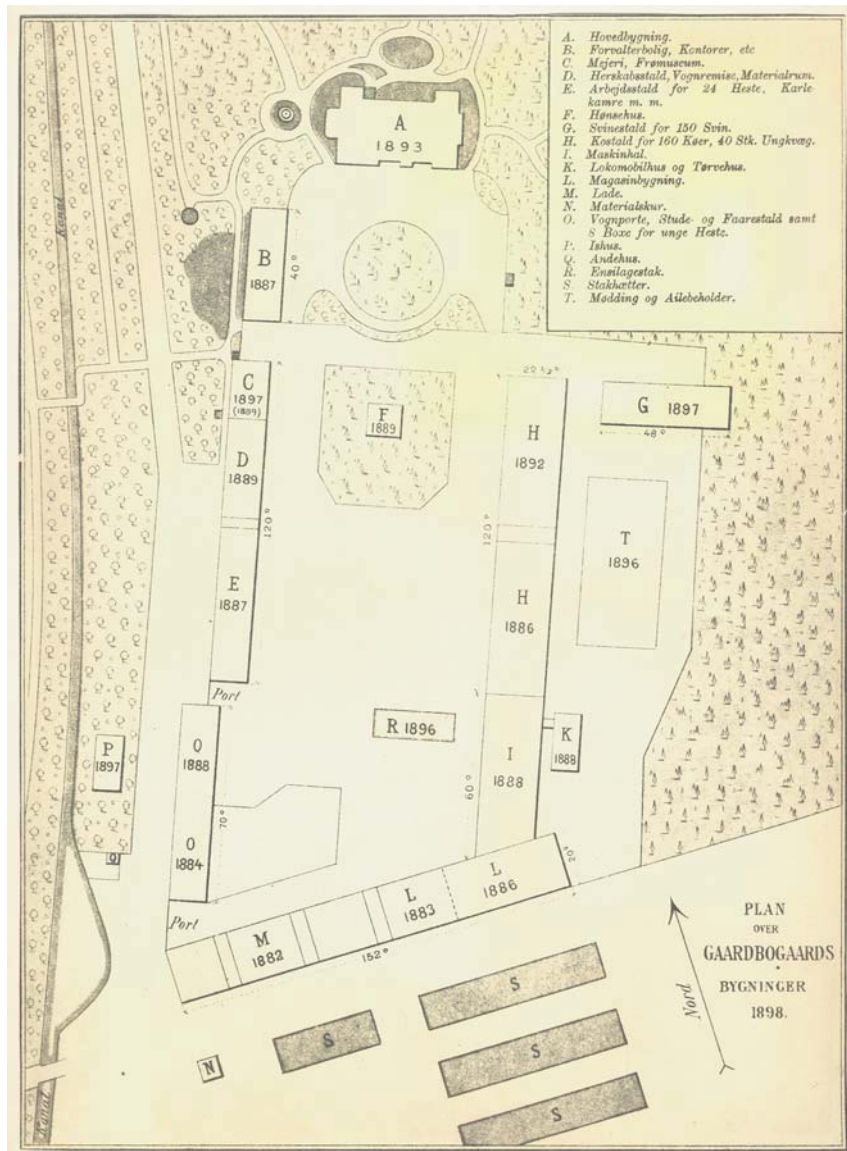 A. Hovedbygning.
B. Forvalterbolig, Kontorer, etc
C. Mejeri, Frømuseum.
D. Herskabsstald, Vognremise, Materialrum.
E. Arbejdsstald for 24 Heste, Karle-
kamre m. m.
F. Hønsehus.
G. Svinestald for 150 Svin.
H. Kostald for 160 Køer, 40 Stk. Ungkvæg.
I. Maskinhal.
K. Lokomobilhus og Tørvehus.
L. Magasinbygning.
M. Lade.
N. Materialskur.
O. Vognporte, Stude- og Faarestald samt
8 Boxe for unge Heste.
P. Ishus.
Q. Andehus.
R. Ensilagestak.
S. Stakhætter.
T. Mødding og Ailebeholder.
A
1893
Kanal
B
1887
40°
C
1897
(1889)
F
1889
22 ½°
G 1897
48°
H
1892
D
1889
120°
120°
T
1896
E
1887
H
1886
Port
R 1896
P
1897
O
1888
K
1888
I
1888
60°
70°
O
1884
Q
20°
L
1886
L
1883
Port
M
1882
152°
PLAN
OVER
GAARDBOGAARDS
BYGNINGER
1898.
Nord
S
S
S
S
N
Kanal